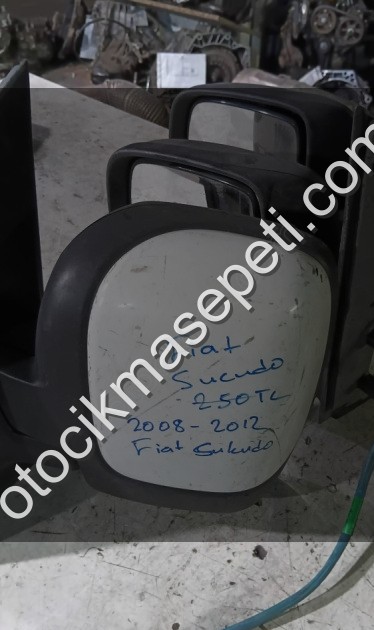 otocikmasepeti.com
Fiat
Sucudo
250TL
2008-2012
Fiat Sukudo